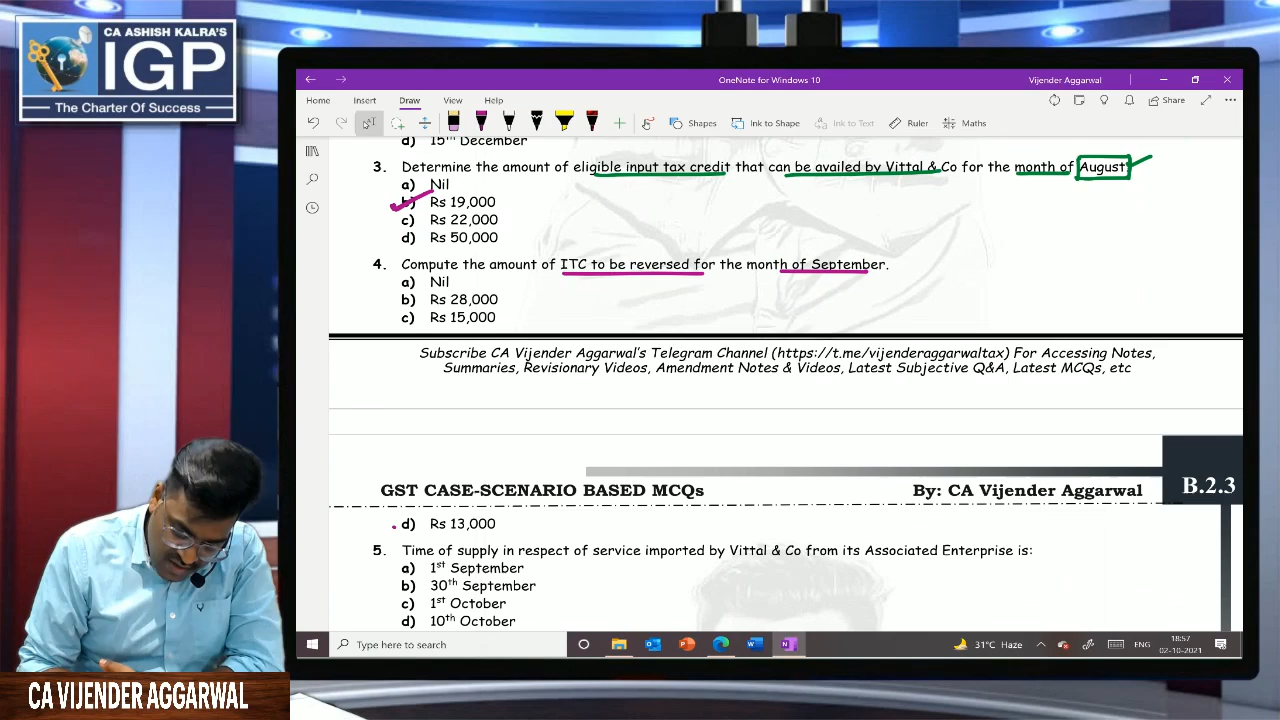 CA ASHISH KALRA'S
IGP
The Charter Of Success
OneNote for Windows 10
Vijender Aggarwal
Home Insert Draw View Help
Share
Shapes Ink to Shape Ink to Text Ruler Maths
d) 15th December
3. Determine the amount of eligible input tax credit that can be availed by Vittal & Co for the month of August
a) Nil
b) Rs 19,000
c) Rs 22,000
d) Rs 50,000
4. Compute the amount of ITC to be reversed for the month of September.
a) Nil
b) Rs 28,000
c) Rs 15,000
Subscribe CA Vijender Aggarwal's Telegram Channel (https://t.me/vijenderaggarwaltax) For Accessing Notes,
Summaries, Revisionary Videos, Amendment Notes & Videos, Latest Subjective Q&A, Latest MCQs, etc
B.2.3
GST CASE-SCENARIO BASED MCQs By: CA Vijender Aggarwal
d) Rs 13,000
5. Time of supply in respect of service imported by Vittal & Co from its Associated Enterprise is:
a) 1st September
b) 30th September
c) 1st October
d) 10th October
Type here to search
31°C Haze
ENG
18:57
02-10-2021
CA VIJENDER AGGARWAL